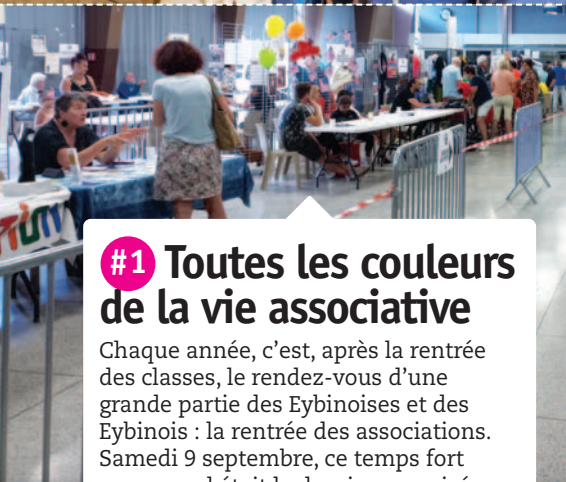 #1 Toutes les couleurs
de la vie associative
Chaque année, c’est, après la rentrée
des classes, le rendez-vous d’une
grande partie des Eybinoises et des
Eybinois : la rentrée des associations.
Samedi 9 septembre, ce temps fort